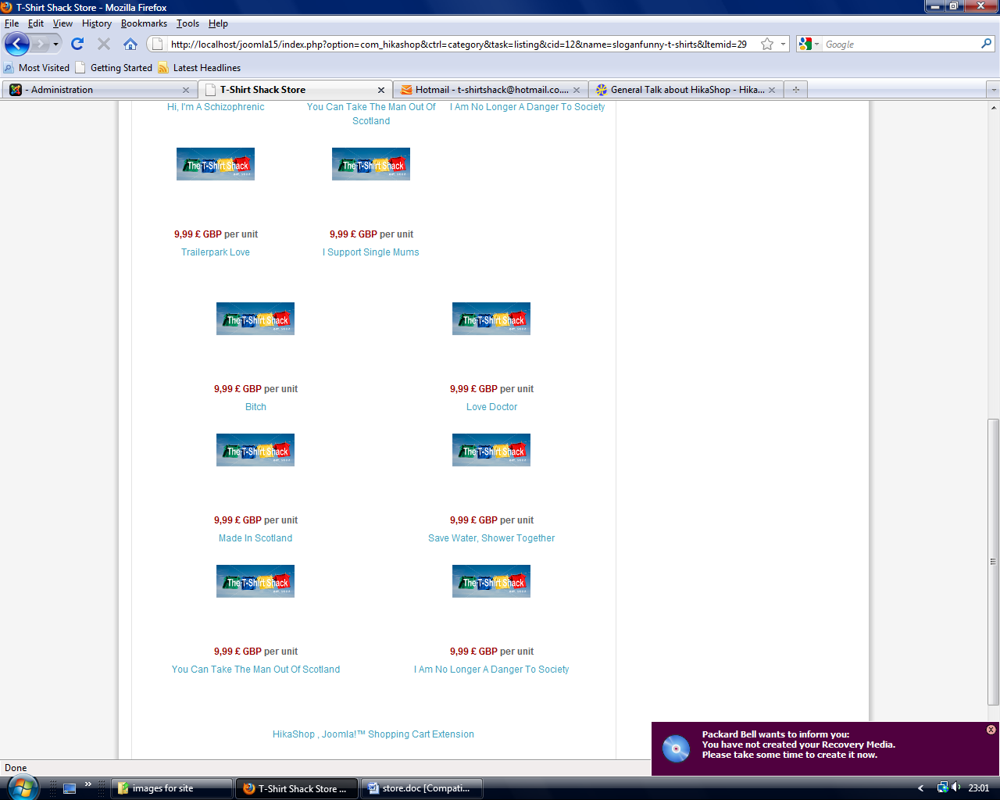 T-Shirt Shack Store - Mozilla Firefox
File Edit View History Bookmarks Tools Help
http://localhost/joomla15/index.php?option=com_hikashop&ctrl=category&task=listing&cid=12&name=sloganfunny-t-shirts&Itemid=29
Google
Most Visited Getting Started Latest Headlines
- Administration
T-Shirt Shack Store
Hotmail - t-shirtshack@hotmail.co....
General Talk about HikaShop - Hika...
Hi, I'm A Schizophrenic
You Can Take The Man Out Of
Scotland
I Am No Longer A Danger To Society
The T-Shirt Shack
The T-Shirt Shack
9,99 £ GBP per unit
9,99 £ GBP per unit
Trailerpark Love
I Support Single Mums
The T-Shirt Shack
The T-Shirt Shack
9,99 £ GBP per unit
9,99 £ GBP per unit
Bitch
Love Doctor
The T-Shirt Shack
The T-Shirt Shack
9,99 £ GBP per unit
9,99 £ GBP per unit
Made In Scotland
Save Water, Shower Together
The T-Shirt Shack
The T-Shirt Shack
9,99 £ GBP per unit
9,99 £ GBP per unit
You Can Take The Man Out Of Scotland
I Am No Longer A Danger To Society
HikaShop , Joomla!™ Shopping Cart Extension
Packard Bell wants to inform you:
You have not created your Recovery Media.
Please take some time to create it now.
Done
images for site
T-Shirt Shack Store ...
store.doc [Compati...
23:01